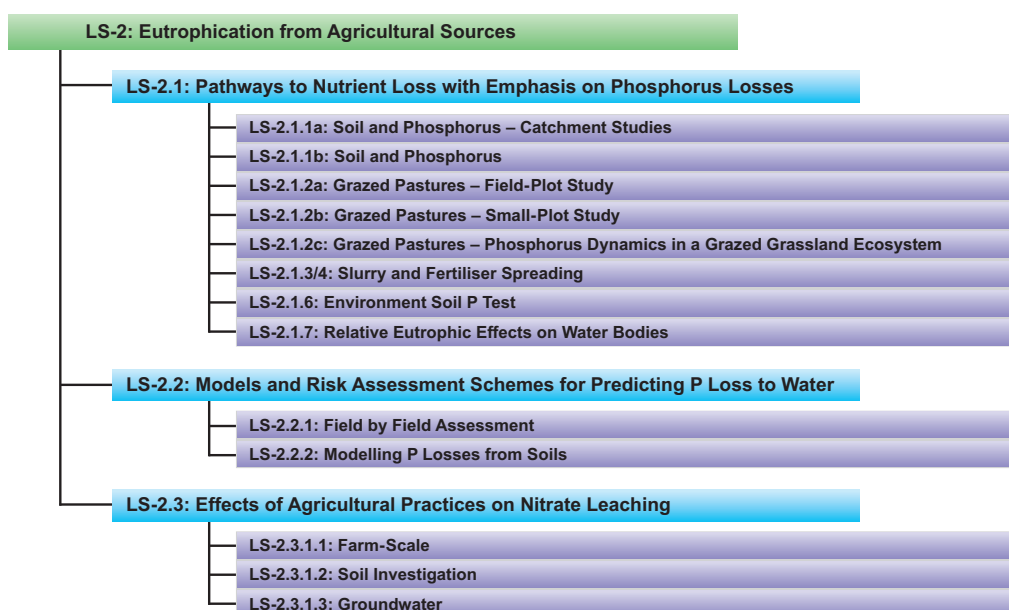 LS-2: Eutrophication from Agricultural Sources
LS-2.1: Pathways to Nutrient Loss with Emphasis on Phosphorus Losses
LS-2.1.1a: Soil and Phosphorus – Catchment Studies
LS-2.1.1b: Soil and Phosphorus
LS-2.1.2a: Grazed Pastures – Field-Plot Study
LS-2.1.2b: Grazed Pastures – Small-Plot Study
LS-2.1.2c: Grazed Pastures – Phosphorus Dynamics in a Grazed Grassland Ecosystem
LS-2.1.3/4: Slurry and Fertiliser Spreading
LS-2.1.6: Environment Soil P Test
LS-2.1.7: Relative Eutrophic Effects on Water Bodies
LS-2.2: Models and Risk Assessment Schemes for Predicting P Loss to Water
LS-2.2.1: Field by Field Assessment
LS-2.2.2: Modelling P Losses from Soils
LS-2.3: Effects of Agricultural Practices on Nitrate Leaching
LS-2.3.1.1: Farm-Scale
LS-2.3.1.2: Soil Investigation
LS-2.3.1.3: Groundwater